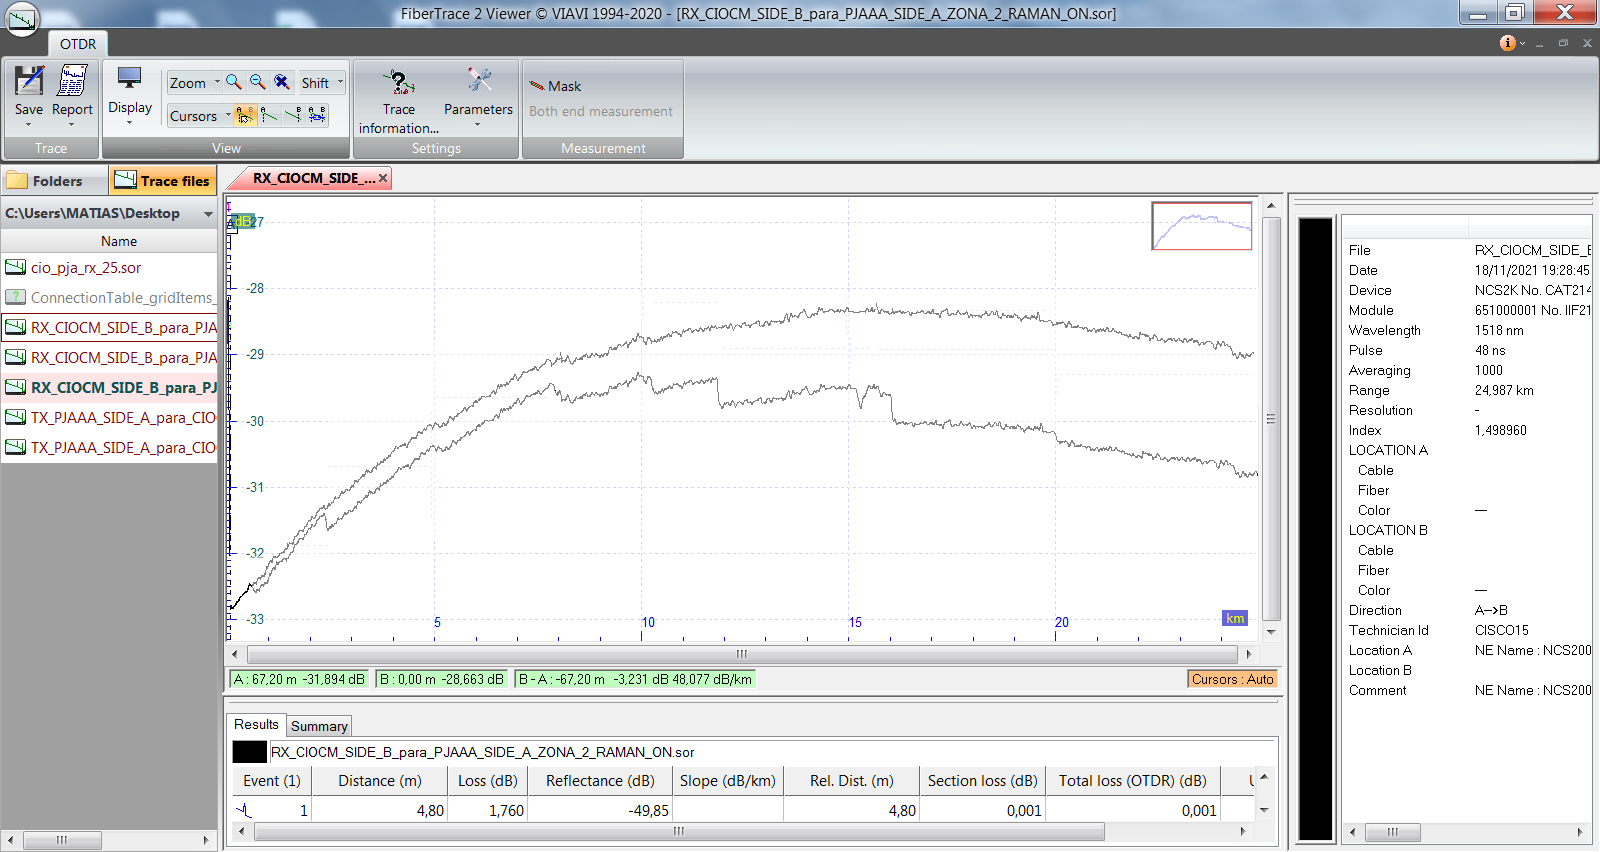 FiberTrace 2 Viewer © VIAVI 1994-2020 - [RX_CIOCM_SIDE_B_para_PJAAA_SIDE_A_ZONA_2_RAMAN_ON.sor]
OTDR
Save
Report
Trace
Display
Zoom
Shift
Cursors
View
Trace
information...
Parameters
Settings
Mask
Both end measurement
Measurement
Folders
Trace files
C:\Users\MATIAS\Desktop
Name
cio_pja_rx_25.sor
ConnectionTable_gridItems_
RX_CIOCM_SIDE_B_para_PJA
RX_CIOCM_SIDE_B_para_PJA
RX_CIOCM_SIDE_B_para_PJ
TX_PJAAA_SIDE_A_para_CIO
TX_PJAAA_SIDE_A_para_CIO
RX_CIOCM_SIDE_...
dB
-27
-28
-29
-30
-31
-32
-33
5
10
15
20
km
A : 67,20 m -31,894 dB
B : 0,00 m -28,663 dB
B - A : -67,20 m -3,231 dB 48,077 dB/km
Cursors : Auto
Results
Summary
RX_CIOCM_SIDE_B_para_PJAAA_SIDE_A_ZONA_2_RAMAN_ON.sor
Event (1) Distance (m) Loss (dB) Reflectance (dB) Slope (dB/km) Rel. Dist. (m) Section loss (dB) Total loss (OTDR) (dB)
1 4,80 1,760 -49,85 4,80 0,001 0,001
File RX_CIOCM_SIDE_E
Date 18/11/2021 19:28:45
Device NCS2K No. CAT214
Module 651000001 No. IIF21
Wavelength 1518 nm
Pulse 48 ns
Averaging 1000
Range 24,987 km
Resolution -
Index 1,498960
LOCATION A
Cable
Fiber
Color —
LOCATION B
Cable
Fiber
Color —
Direction A-->B
Technician Id CISCO15
Location A NE Name : NCS200
Location B
Comment NE Name : NCS200